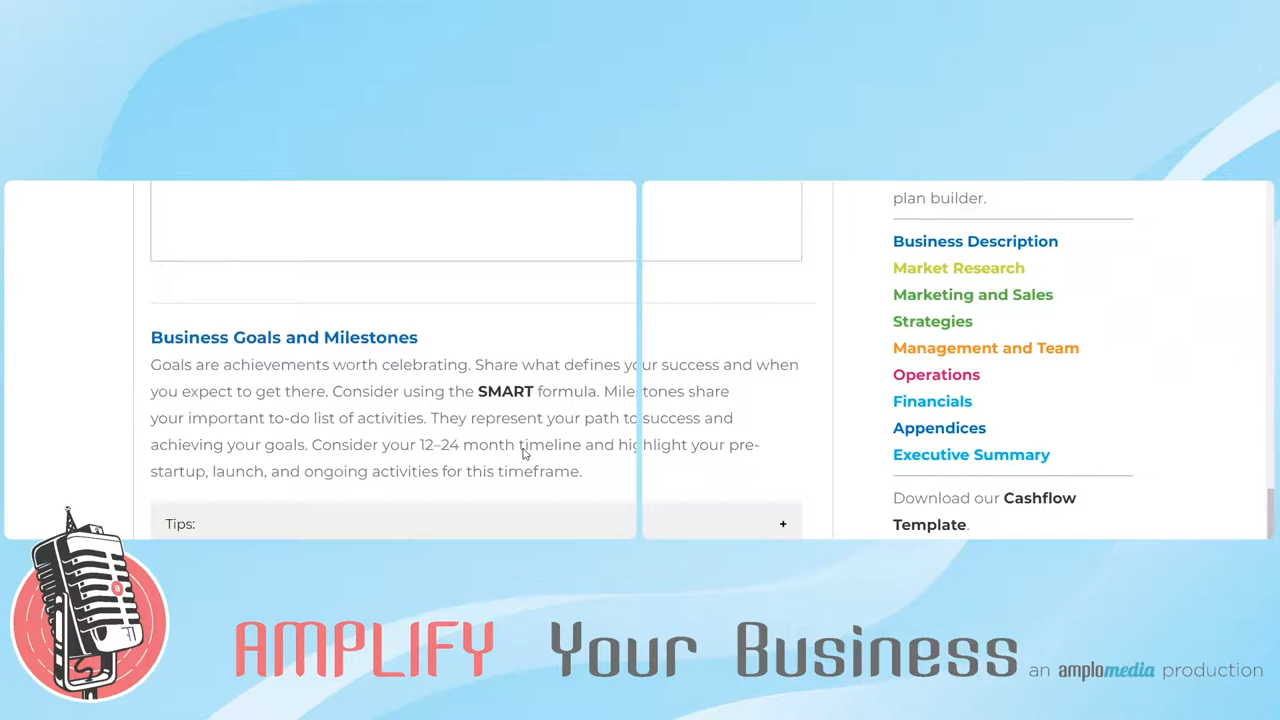 plan builder.
Business Description
Market Research
Marketing and Sales
Strategies
Management and Team
Operations
Financials
Appendices
Executive Summary
Download our Cashflow
Template.
Business Goals and Milestones
Goals are achievements worth celebrating. Share what defines your success and when
you expect to get there. Consider using the SMART formula. Milestones share
your important to-do list of activities. They represent your path to success and
achieving your goals. Consider your 12–24 month timeline and highlight your pre-
startup, launch, and ongoing activities for this timeframe.
Tips: +
AMPLIFY Your Business an amplomedia production